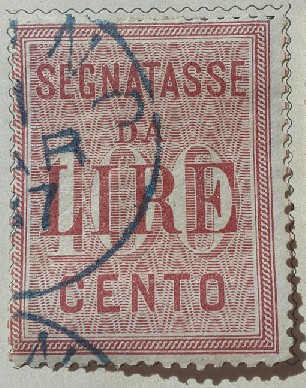 SEGNATASSE
DA
100
LIRE
CENTO